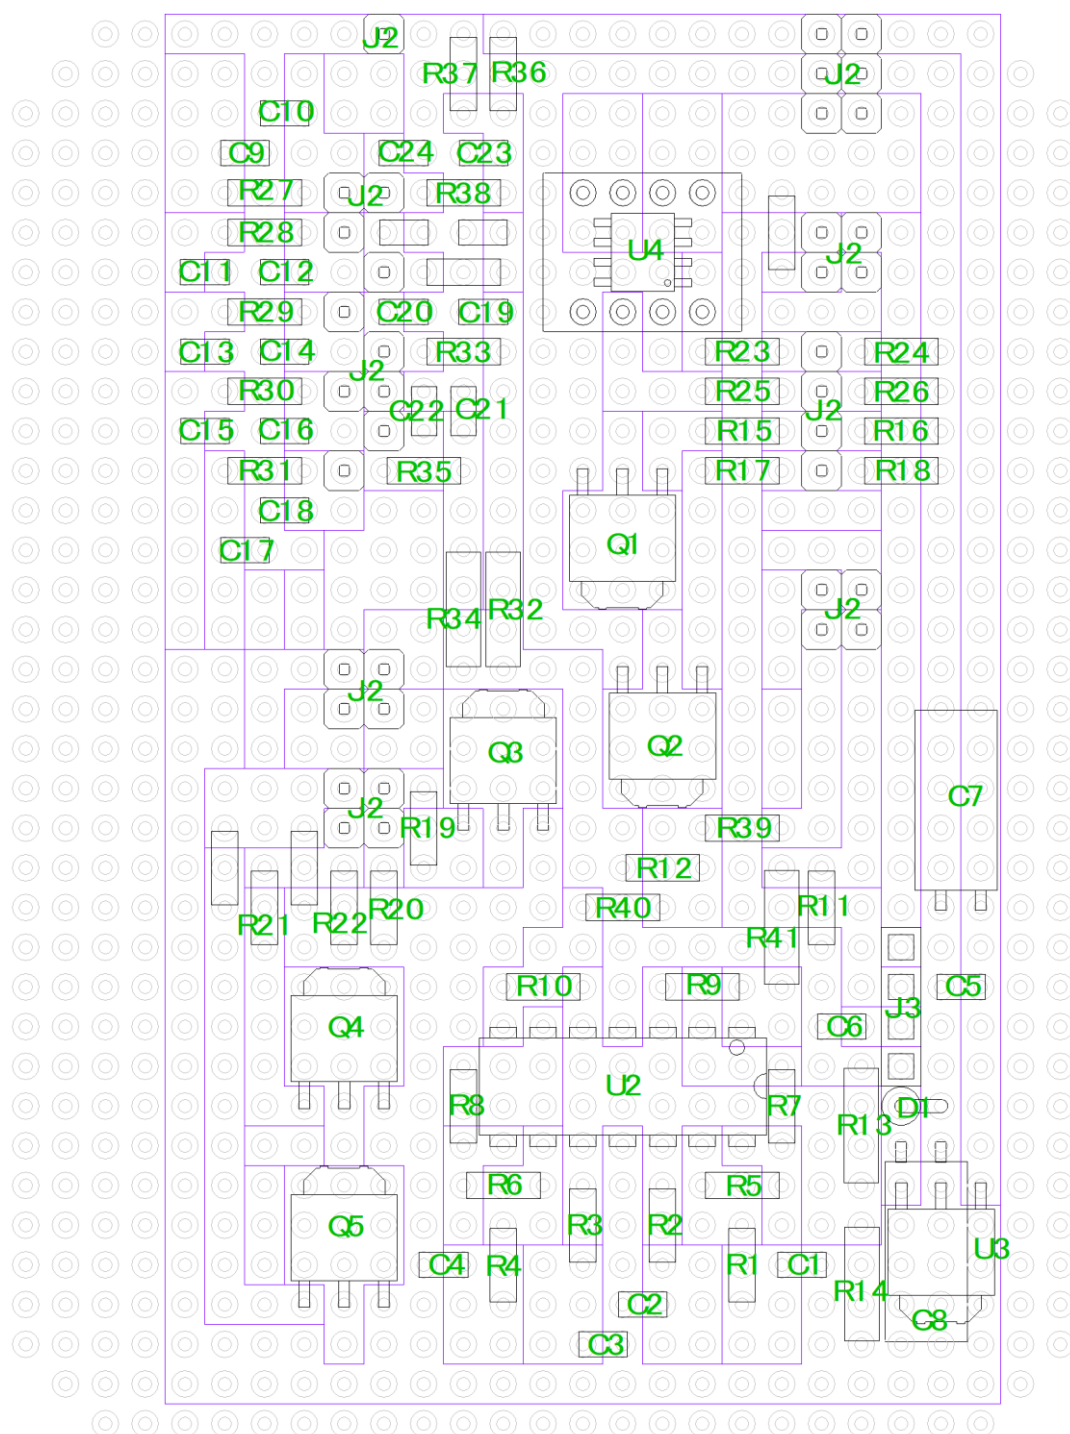 J2
R37 R36
J2
C10
C9 C24 C23
R27 J2 R38
R28
U4 J2
C11 C12
R29 C20 C19
C13 C14 R33 R23 R24
J2
R30 R25 R26
C22 C21 J2
C15 C16 R15 R16
R31 R35 R17 R18
C18
Q1
C17
R34 R32 J2
J2
Q3 Q2
C7
J2
R19 R39
R12
R21 R22 R20 R40 R11
R41
R10 R9 C5
J3
Q4 C6
U2
R8 R7 D1
R13
R6 R5
Q5 R3 R2
U3
C4 R4 R1 C1
R14
C2
C8
C3